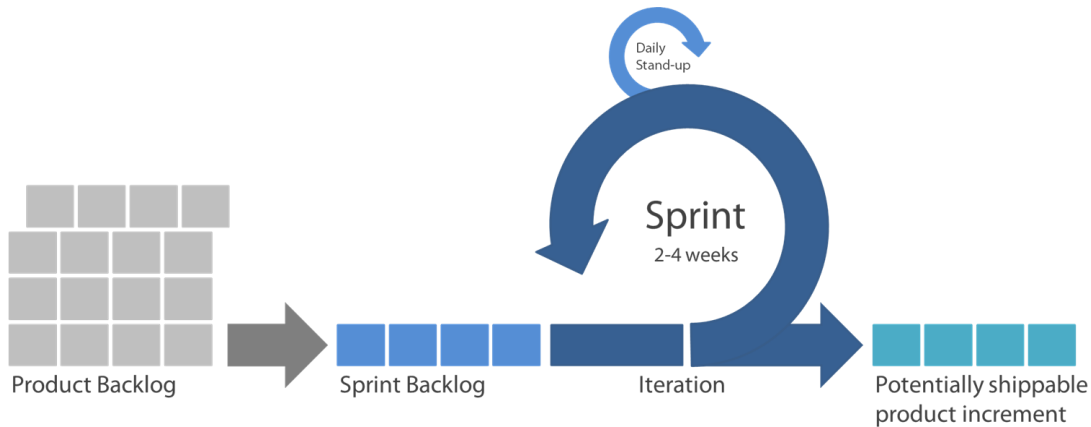 Daily
Stand-up
Sprint
2-4 weeks
Product Backlog
Sprint Backlog
Iteration
Potentially shippable
product increment